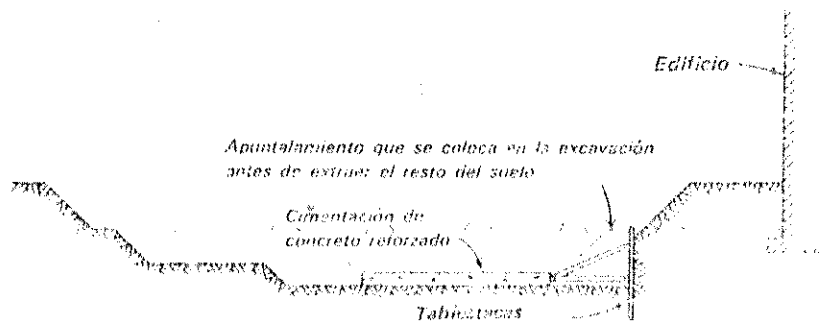 Edificio
Apuntalamiento que se coloca en la excavación
antes de extraer el resto del suelo
Cimentación de
concreto reforzado
Tablestacas